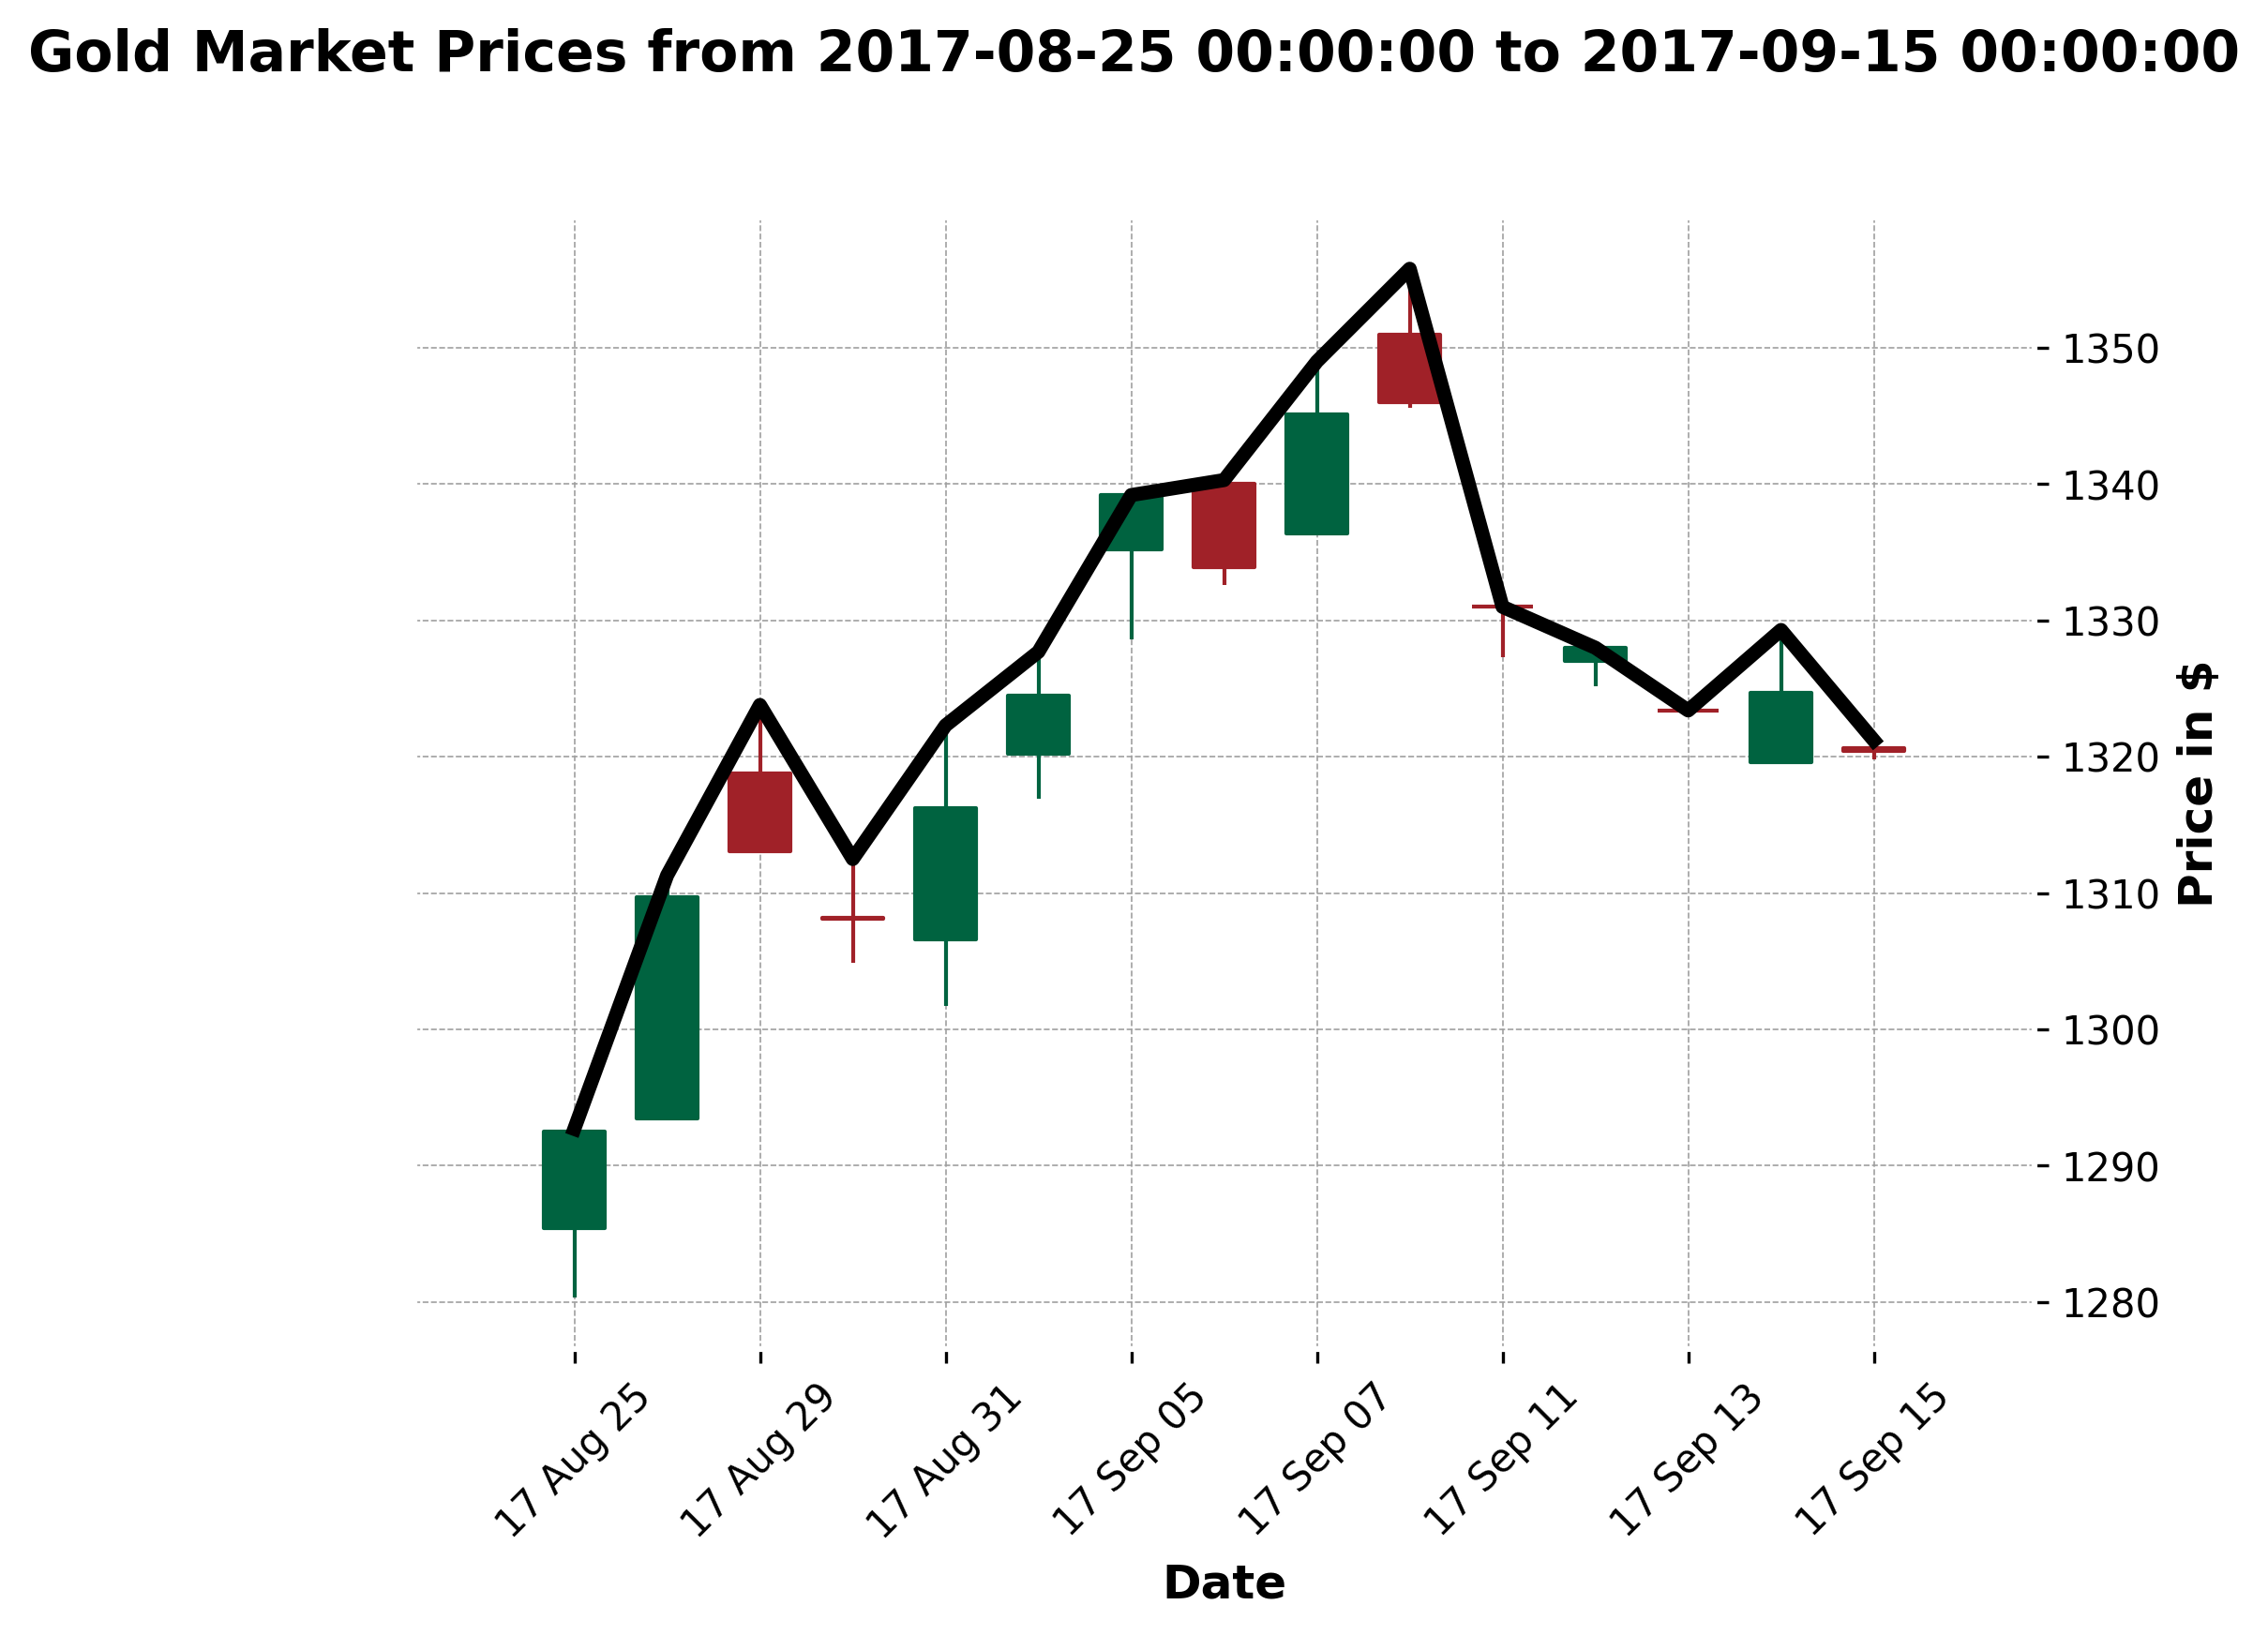 Gold Market Prices from 2017-08-25 00:00:00 to 2017-09-15 00:00:00
1350
1340
1330
1320
1310
1300
1290
1280
Price in $
17 Aug 25
17 Aug 29
17 Aug 31
17 Sep 05
17 Sep 07
17 Sep 11
17 Sep 13
17 Sep 15
Date